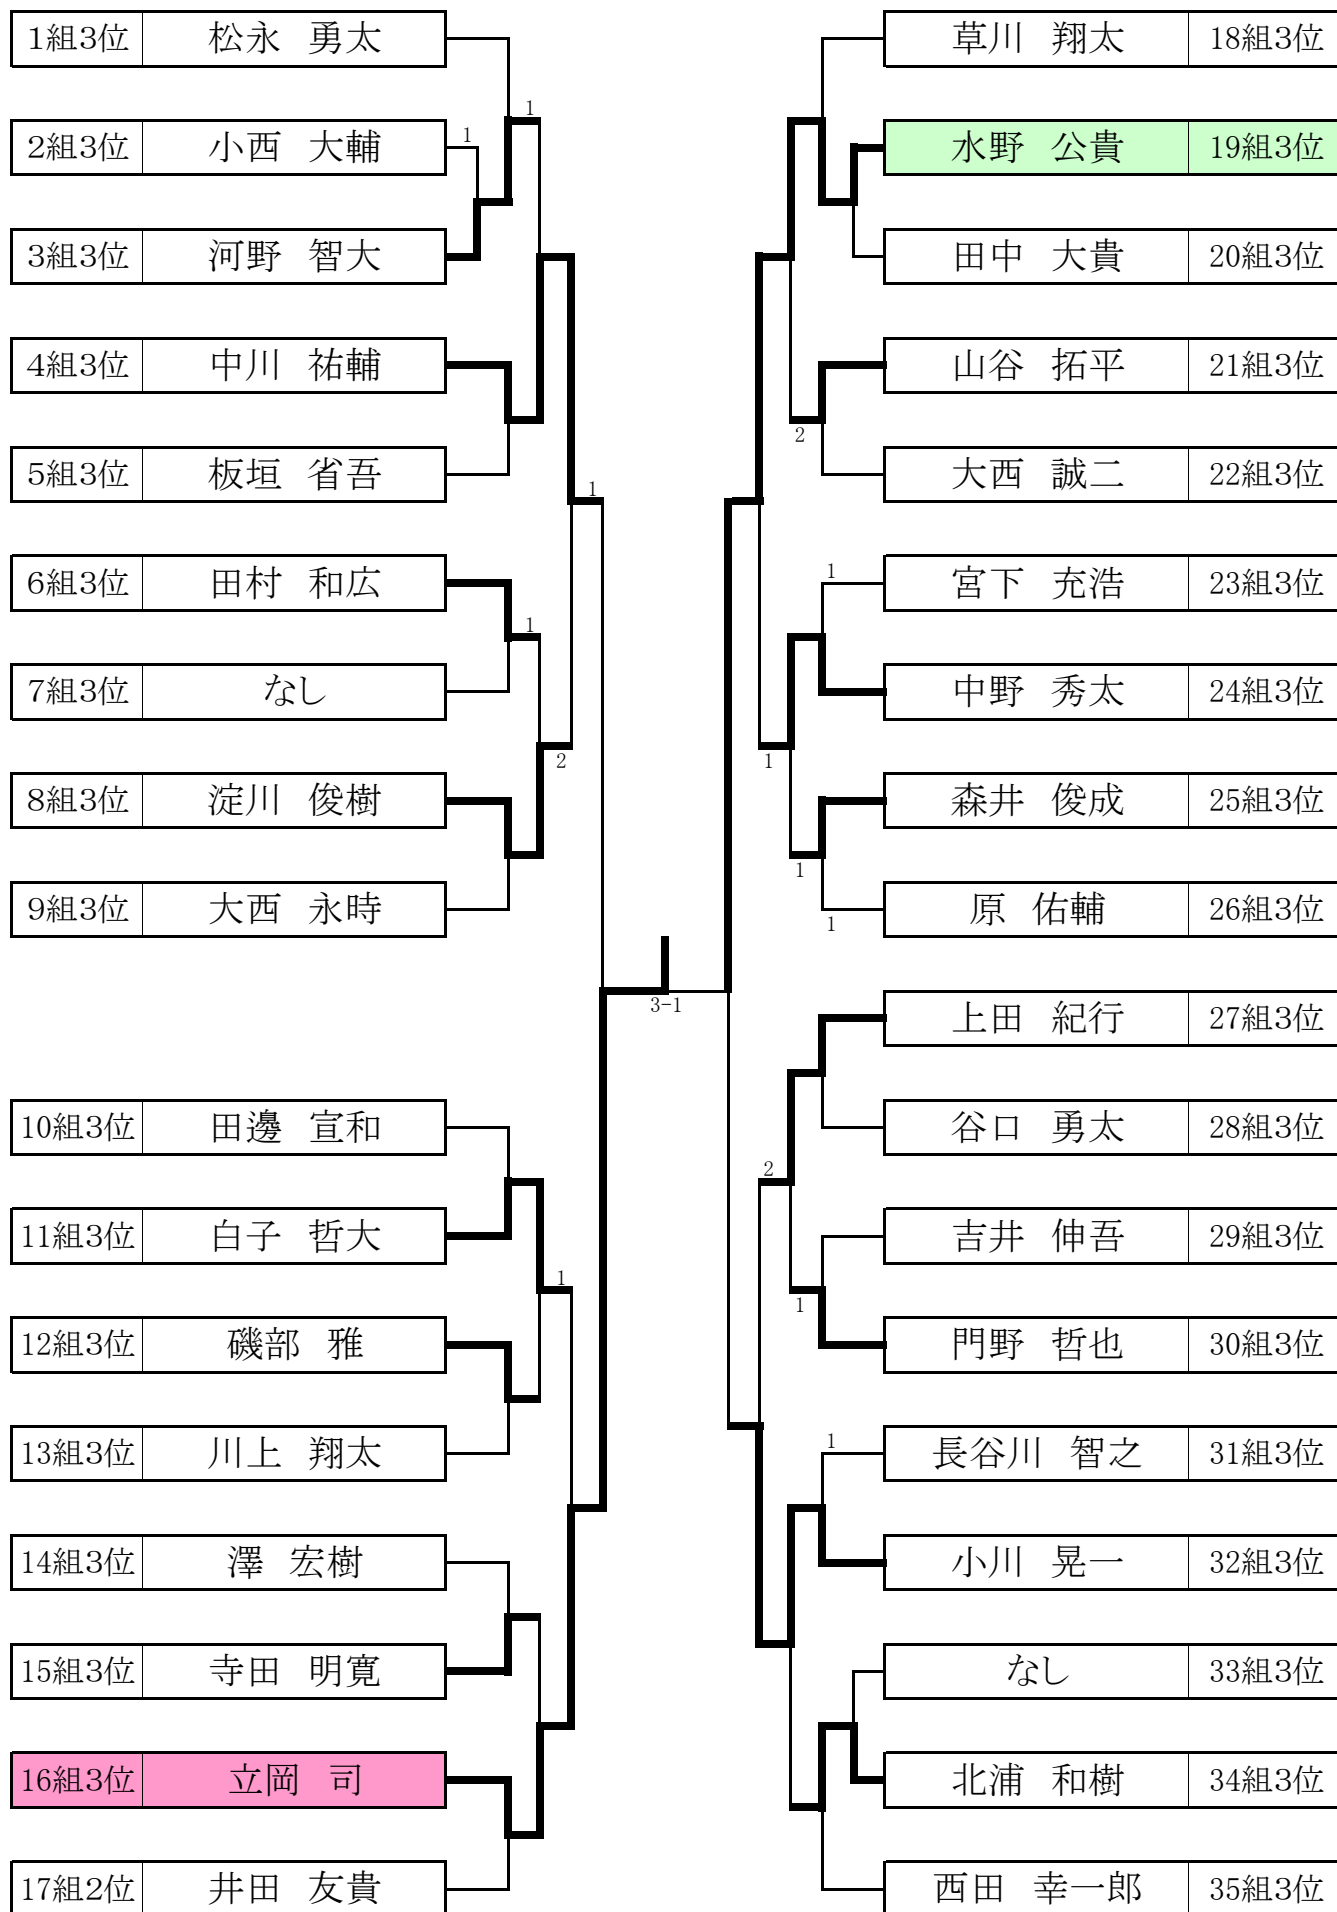 1組3位 松永 勇太
2組3位 小西 大輔
3組3位 河野 智大
4組3位 中川 祐輔
5組3位 板垣 省吾
6組3位 田村 和広
7組3位 なし
8組3位 淀川 俊樹
9組3位 大西 永時
10組3位 田邊 宣和
11組3位 白子 哲大
12組3位 磯部 雅
13組3位 川上 翔太
14組3位 澤 宏樹
15組3位 寺田 明寛
16組3位 立岡 司
17組2位 井田 友貴
1
1
1
1
2
1
3-1
草川 翔太 18組3位
水野 公貴 19組3位
田中 大貴 20組3位
山谷 拓平 21組3位
大西 誠二 22組3位
宮下 充浩 23組3位
中野 秀太 24組3位
森井 俊成 25組3位
原 佑輔 26組3位
上田 紀行 27組3位
谷口 勇太 28組3位
吉井 伸吾 29組3位
門野 哲也 30組3位
長谷川 智之 31組3位
小川 晃一 32組3位
なし 33組3位
北浦 和樹 34組3位
西田 幸一郎 35組3位
2
1
1
1
1
2
1
1